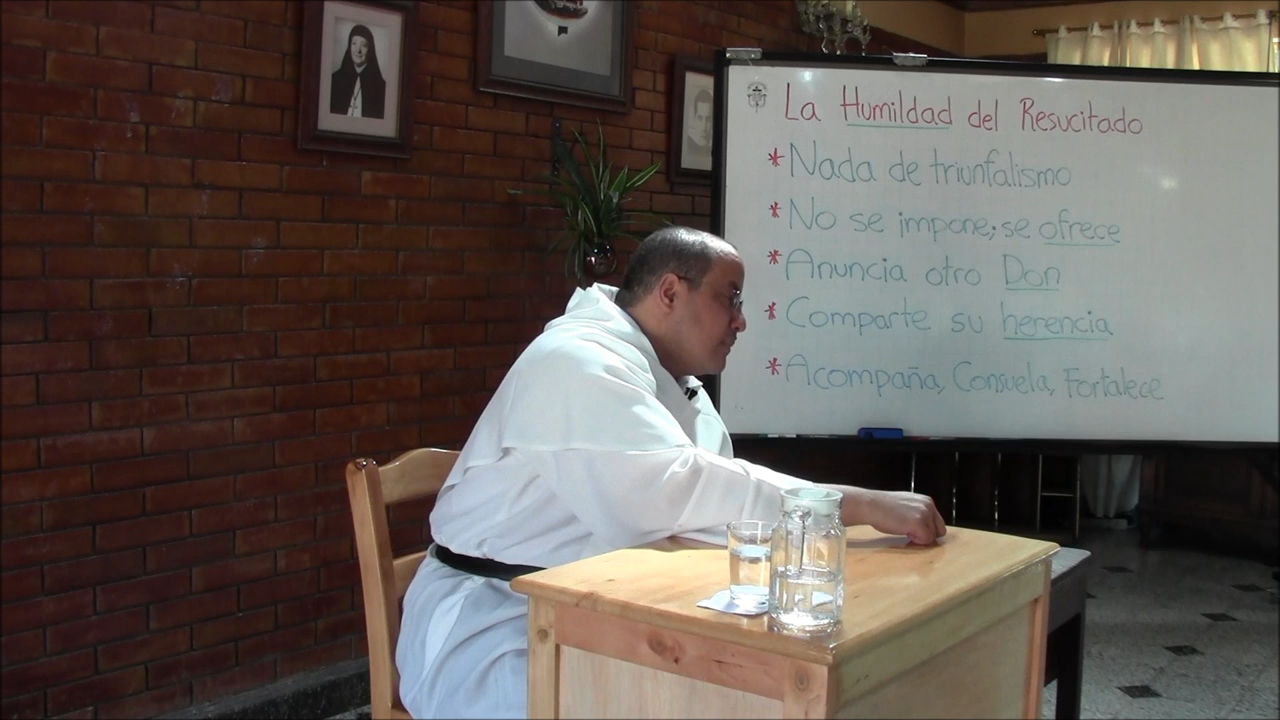 La Humildad del Resucitado
* Nada de triunfalismo
* No se impone; se ofrece
* Anuncia otro Don
* Comparte su herencia
* Acompaña, Consuela, Fortalece